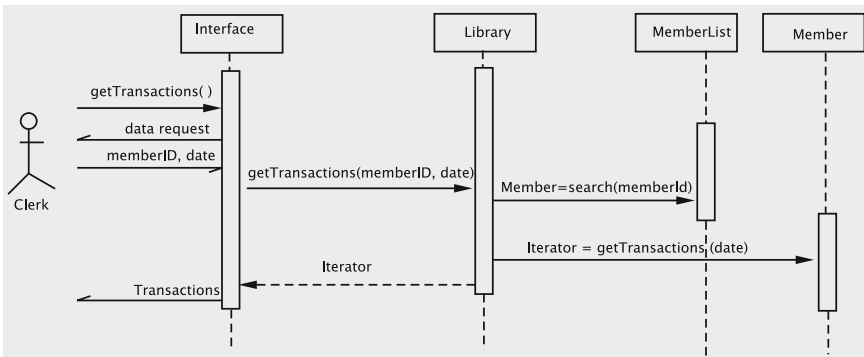 Interface
Library
MemberList
Member
getTransactions( )
data request
memberID, date
getTransactions(memberID, date)
Member=search(memberId)
Clerk
Iterator = getTransactions (date)
Iterator
Transactions